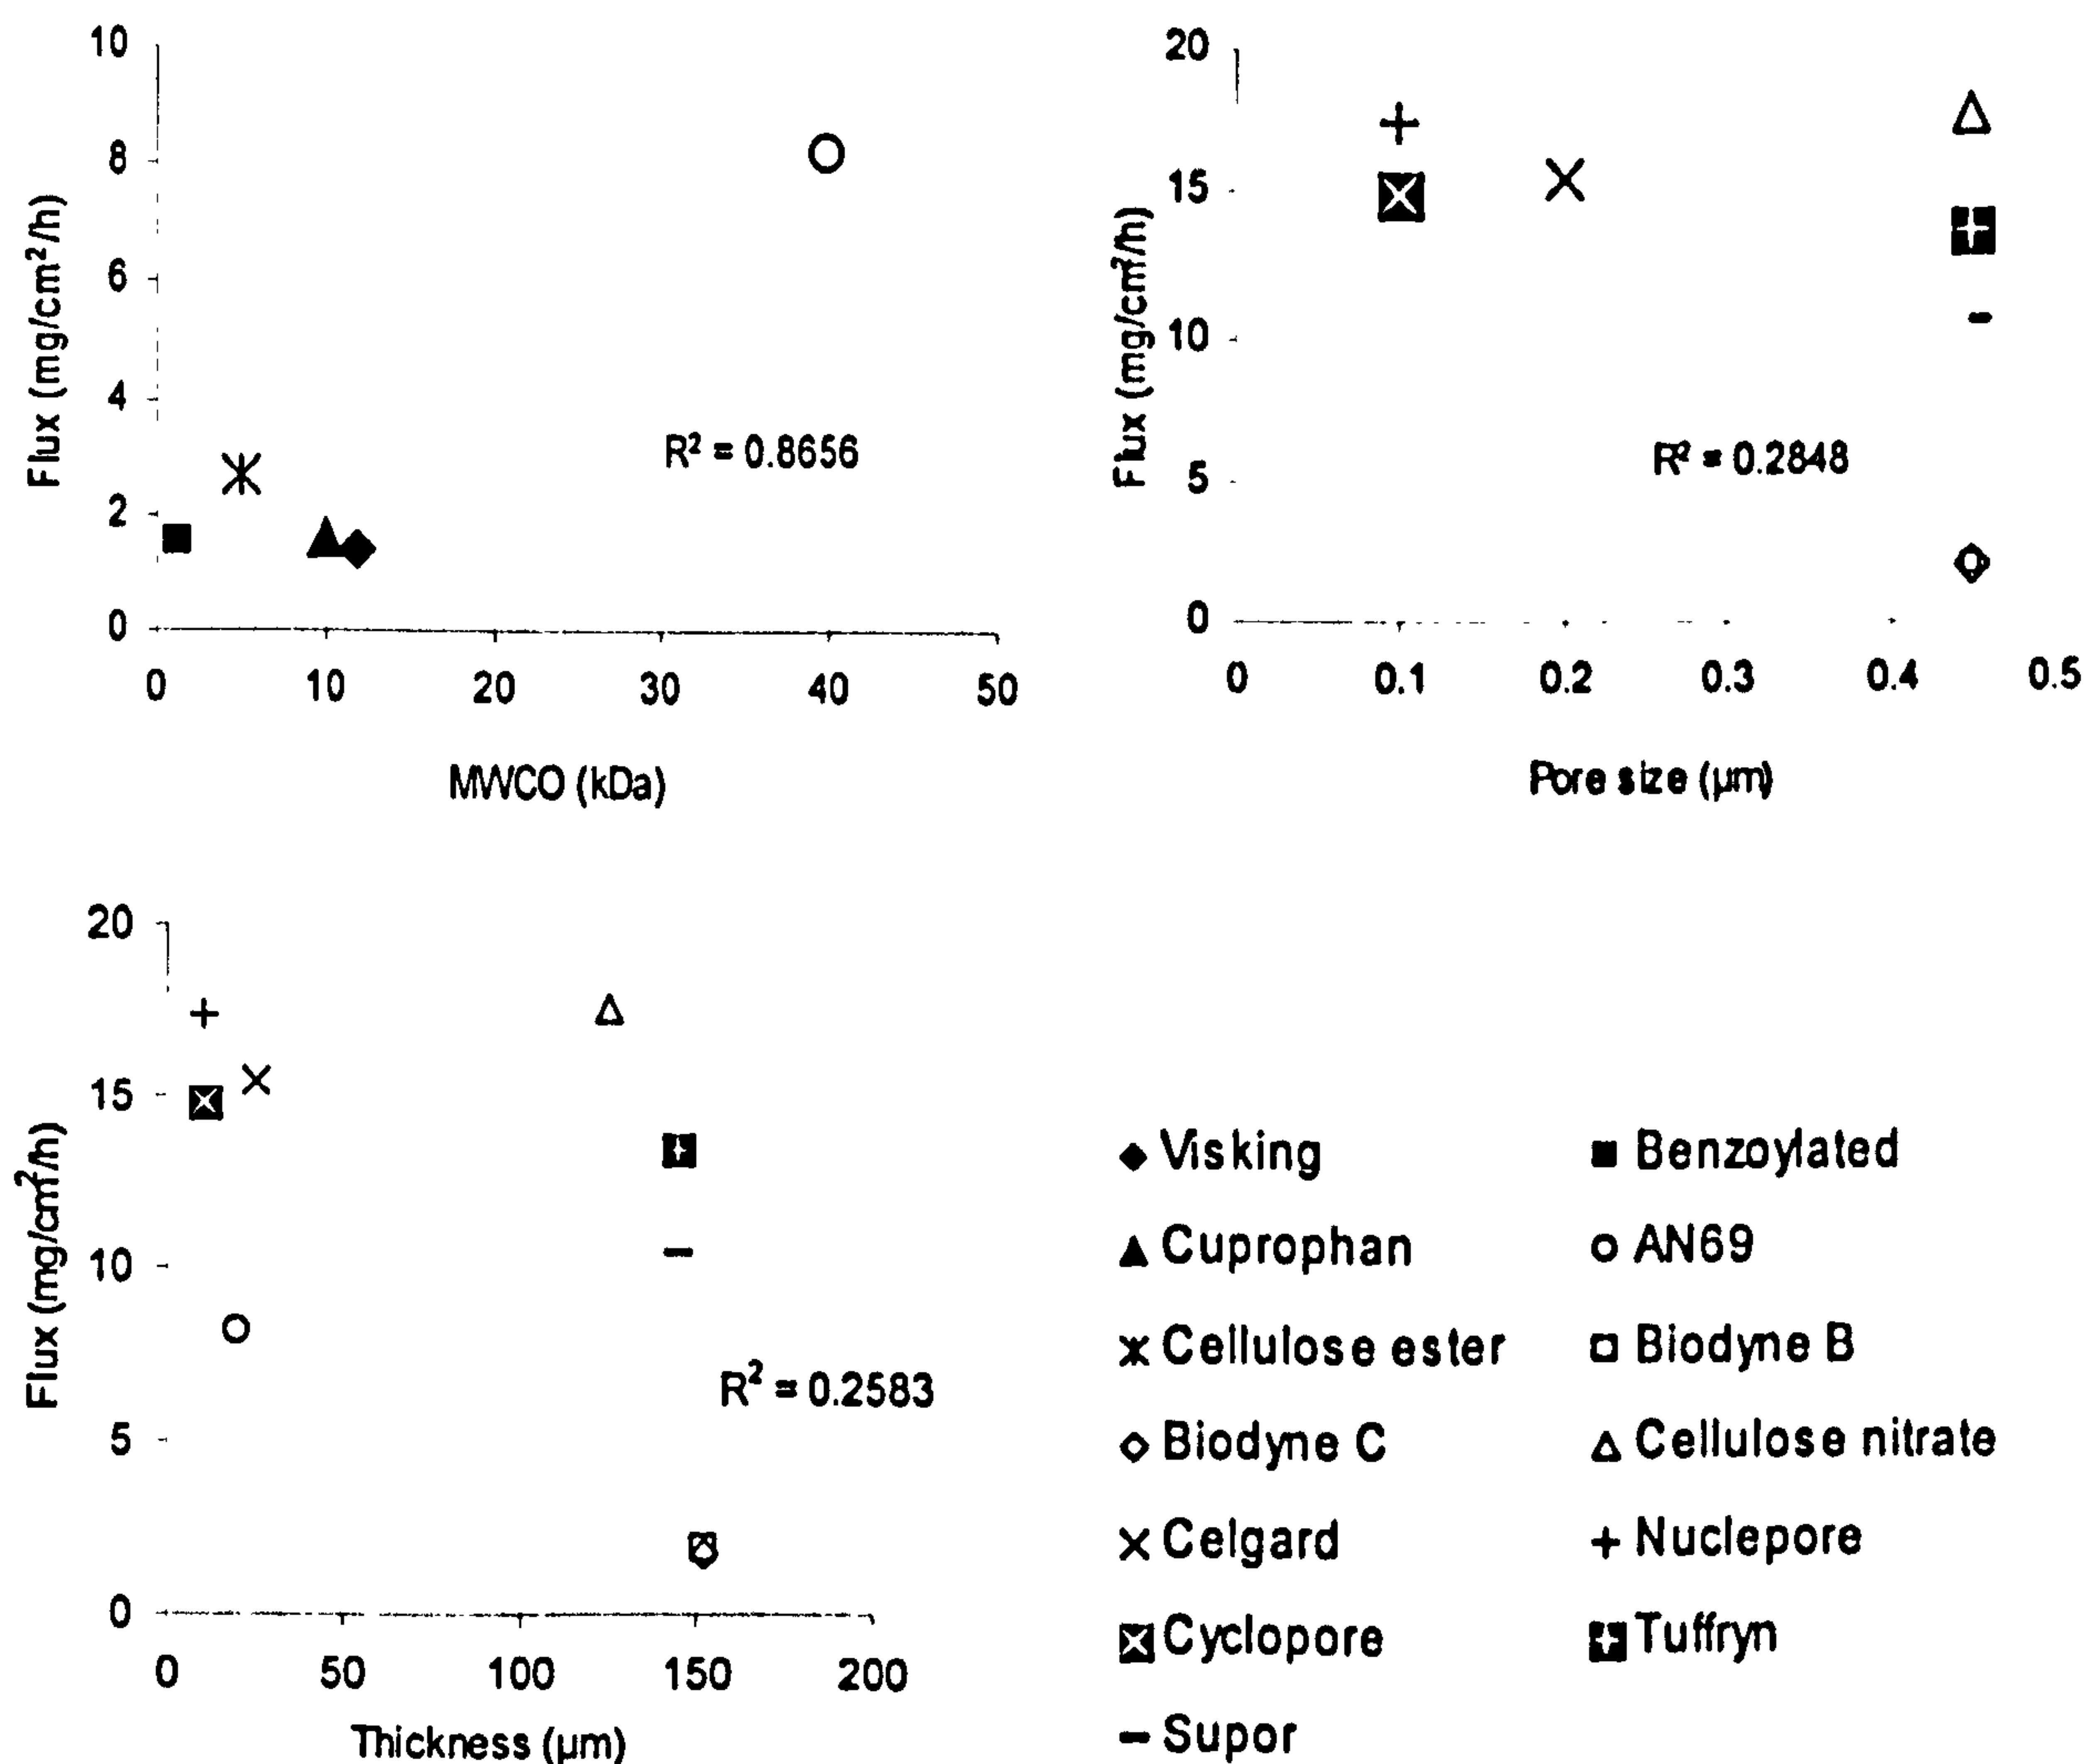 10
8
6
4
2
0
Flux (mg/cm²/h)
R² = 0.8656
0 10 20 30 40 50
MWCO (kDa)
20
15
10
5
0
Flux (mg/cm²/h)
R² = 0.2848
0 0.1 0.2 0.3 0.4 0.5
Pore size (µm)
20
15
10
5
0
Flux (mg/cm²/h)
R² = 0.2583
0 50 100 150 200
Thickness (µm)
Visking Benzoylated
Cuprophan AN69
Cellulose ester Biodyne B
Biodyne C Cellulose nitrate
Celgard Nuclepore
Cyclopore Tuffryn
Supor